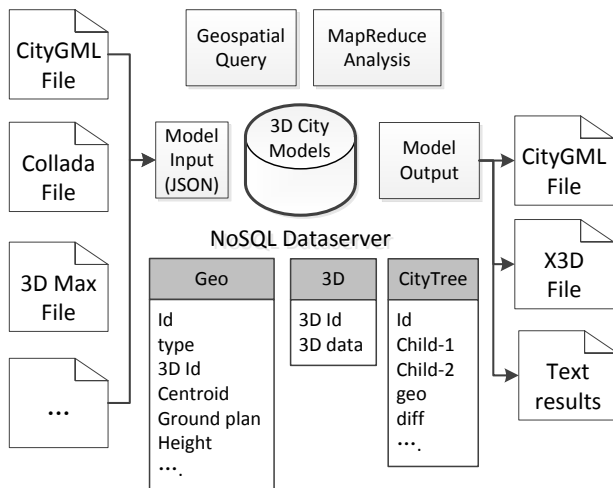 CityGML
File
Collada
File
3D Max
File
...
Geospatial
Query
MapReduce
Analysis
Model
Input
(JSON)
3D City
Models
Model
Output
NoSQL Dataserver
Geo
Id
type
3D Id
Centroid
Ground plan
Height
....
3D
3D Id
3D data
CityTree
Id
Child-1
Child-2
geo
diff
....
CityGML
File
X3D
File
Text
results